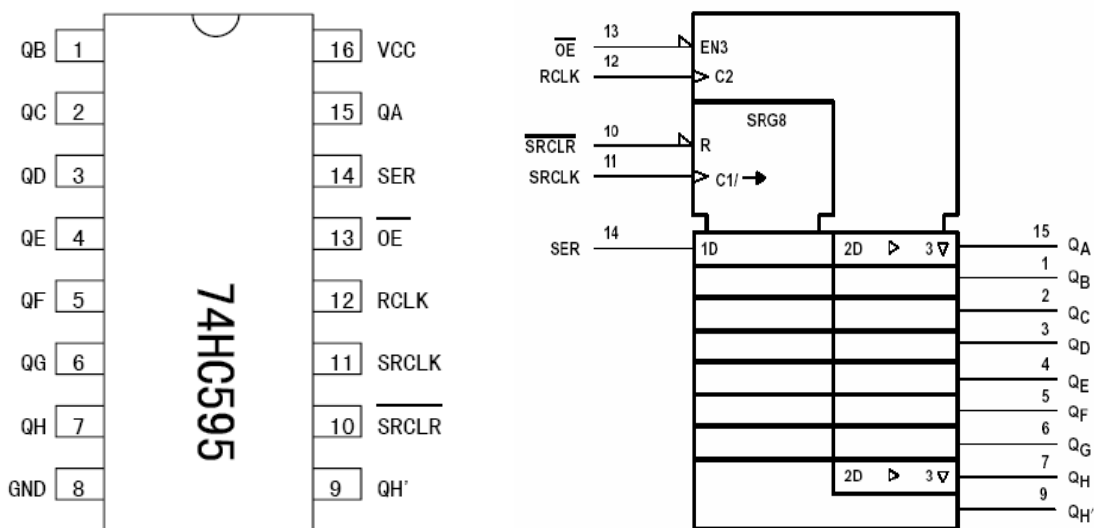 QB 1 16 VCC
QC 2 15 QA
QD 3 14 SER
QE 4 13 OE
QF 5 12 RCLK
QG 6 11 SRCLK
QH 7 10 SRCLR
GND 8 9 QH'
74HC595
OE 13 EN3
RCLK 12 C2
SRG8
SRCLR 10 R
SRCLK 11 C1/
SER 14 1D 2D 3 15 QA
1 QB
2 QC
3 QD
4 QE
5 QF
6 QG
2D 3 7 QH
9 QH'